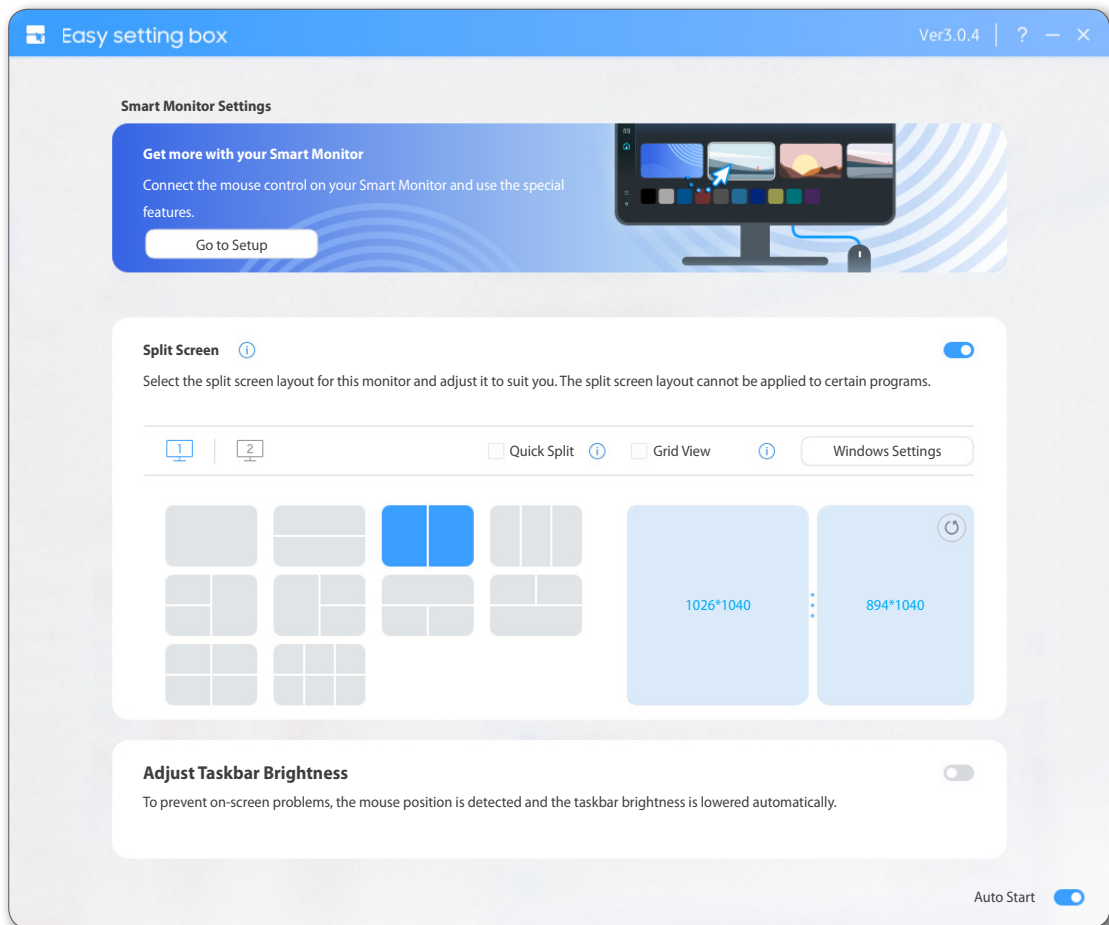 Easy setting box
Ver3.0.4
?
Smart Monitor Settings
Get more with your Smart Monitor
Connect the mouse control on your Smart Monitor and use the special
features.
Go to Setup
Split Screen
Select the split screen layout for this monitor and adjust it to suit you. The split screen layout cannot be applied to certain programs.
1
2
Quick Split
Grid View
Windows Settings
1026*1040
894*1040
Adjust Taskbar Brightness
To prevent on-screen problems, the mouse position is detected and the taskbar brightness is lowered automatically.
Auto Start